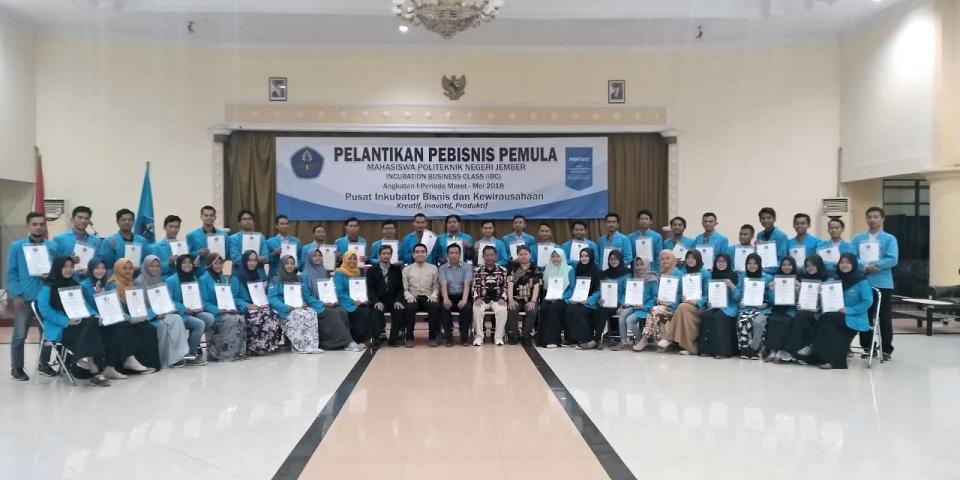 PELANTIKAN PEBISNIS PEMULA
MAHASISWA POLITEKNIK NEGERI JEMBER
INCUBATION BUSINESS CLASS (IBC)
Angkatan I Periode Maret - Mei 2018
Pusat Inkubator Bisnis dan Kewirausahaan
Kreatif, Inovatif, Produktif